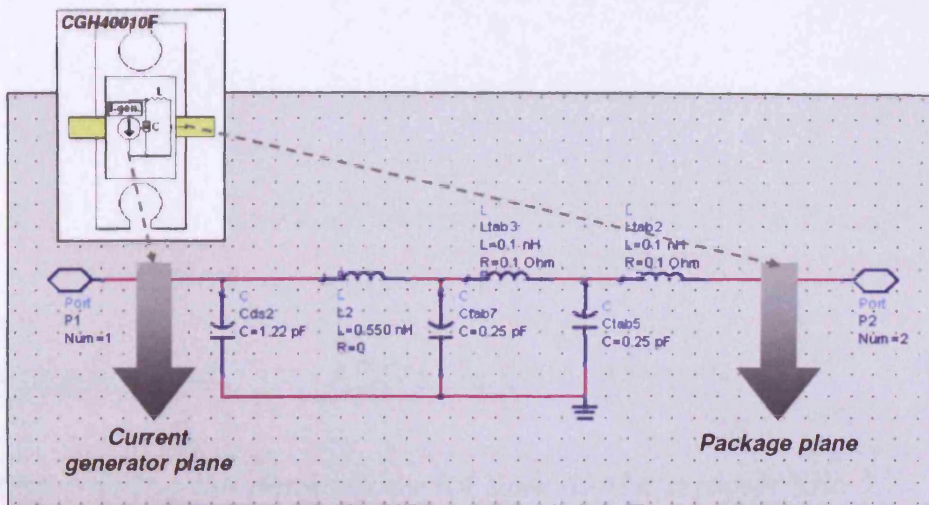 CGH40010F
I-gen.
L
C
L
Ltab3
L=0.1 nH
R=0.1 Ohm
L
Ltab2
L=0.1 nH
R=0.1 Ohm
Port
P1
Num=1
C
Cds2
C=1.22 pF
L
L2
L=0.550 nH
R=0
C
Ctab7
C=0.25 pF
C
Ctab5
C=0.25 pF
Port
P2
Num=2
Current
generator plane
Package plane